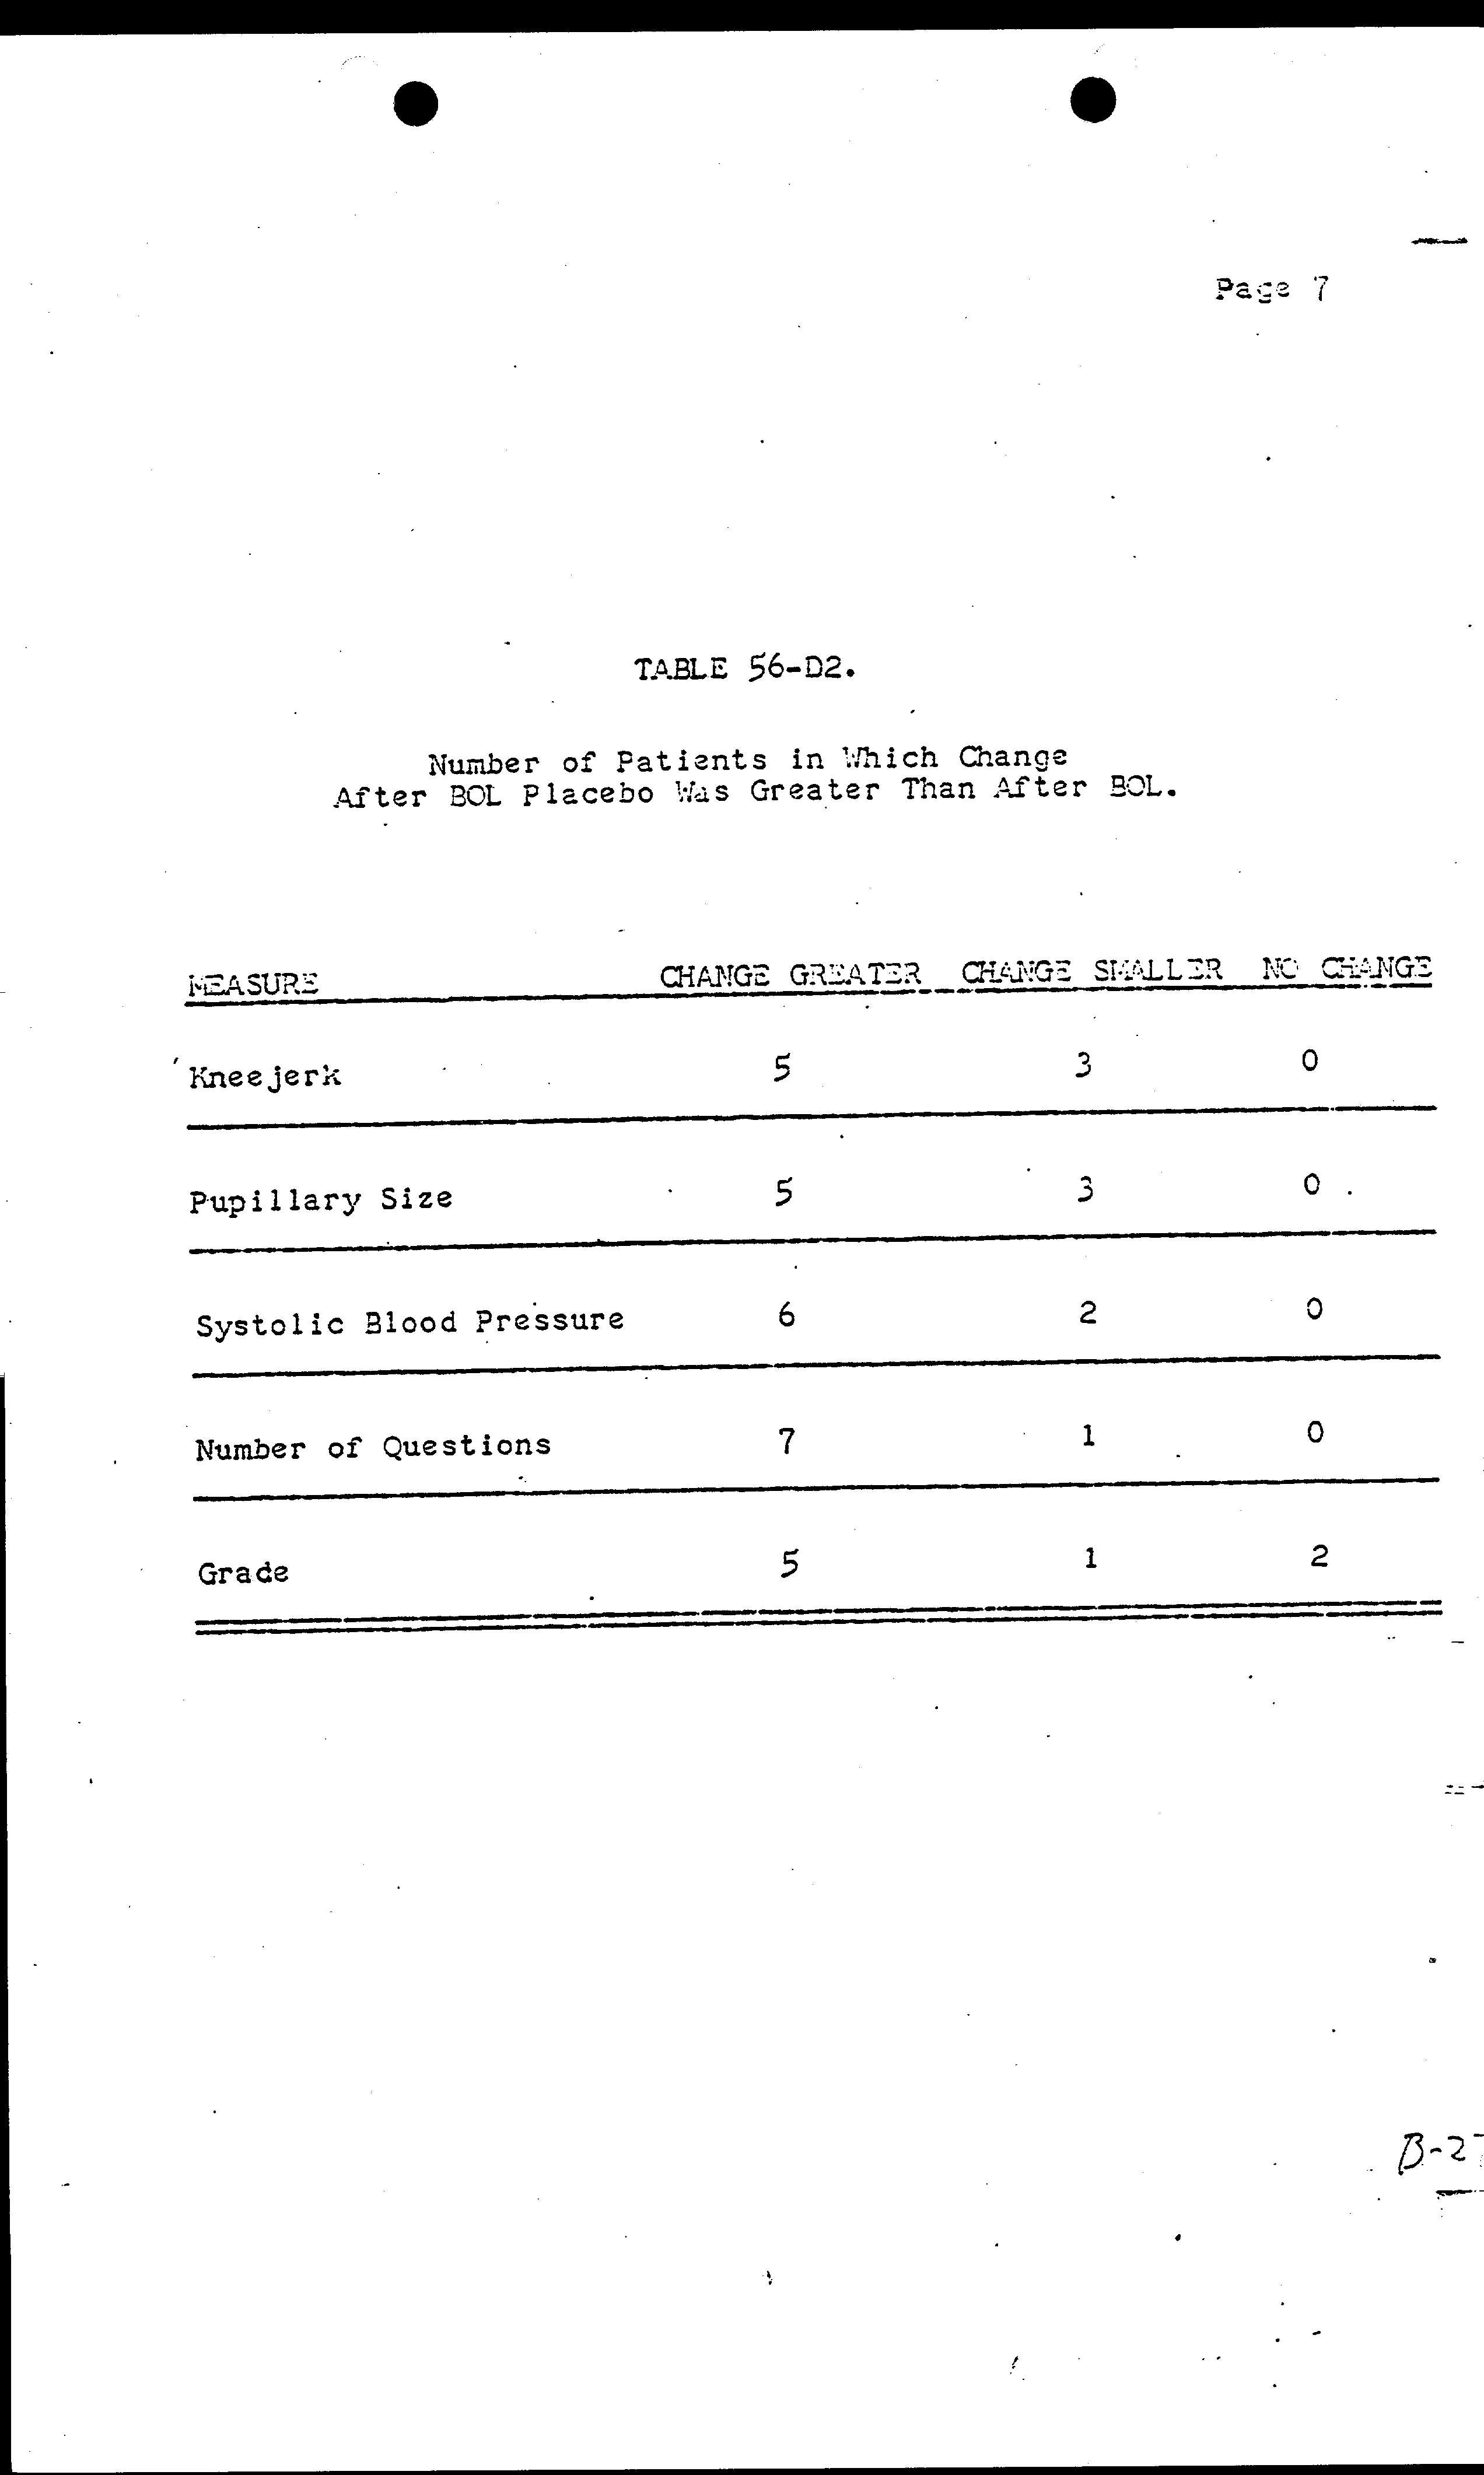 Page 7
TABLE 56-D2.
Number of Patients in Which Change
After BOL Placebo Was Greater Than After BOL.
MEASURE CHANGE GREATER CHANGE SMALLER NO CHANGE
Kneejerk 5 3 0
Pupillary Size 5 3 0
Systolic Blood Pressure 6 2 0
Number of Questions 7 1 0
Grade 5 1 2